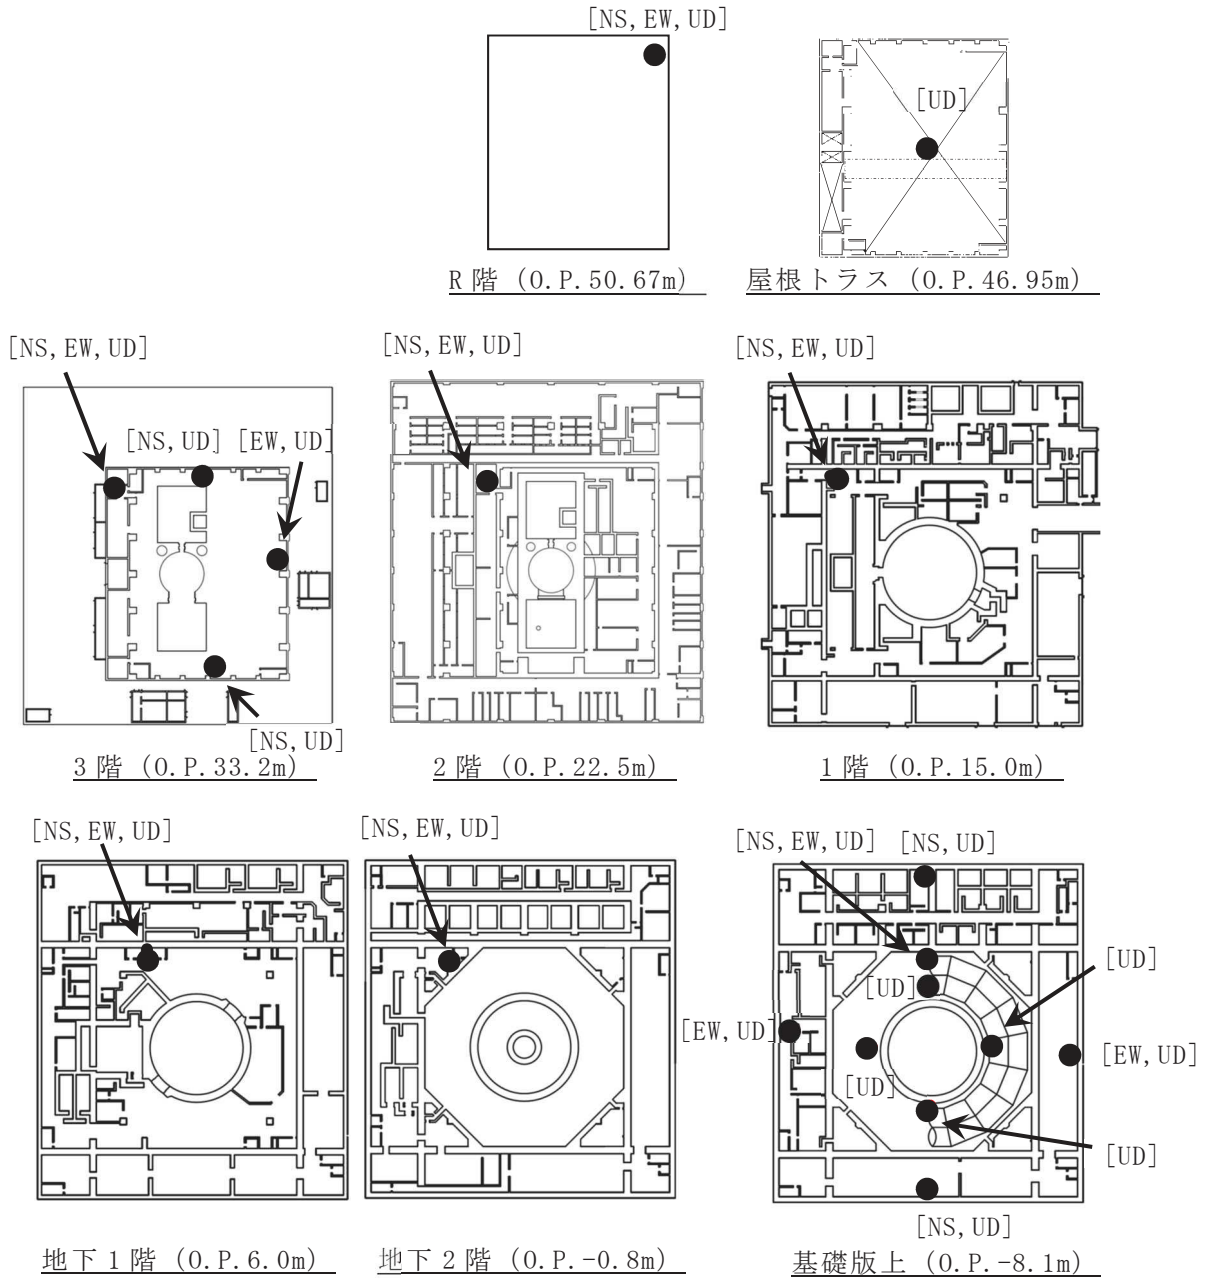 [NS,EW,UD]
[UD]
R階 (O.P.50.67m)
屋根トラス (O.P.46.95m)
[NS,EW,UD]
[NS,UD]
[EW,UD]
[NS,UD]
3階 (O.P.33.2m)
[NS,EW,UD]
2階 (O.P.22.5m)
[NS,EW,UD]
1階 (O.P.15.0m)
[NS,EW,UD]
地下1階 (O.P.6.0m)
[NS,EW,UD]
地下2階 (O.P.-0.8m)
[NS,EW,UD]
[NS,UD]
[UD]
[UD]
[EW,UD]
[EW,UD]
[UD]
[UD]
[NS,UD]
基礎版上 (O.P.-8.1m)